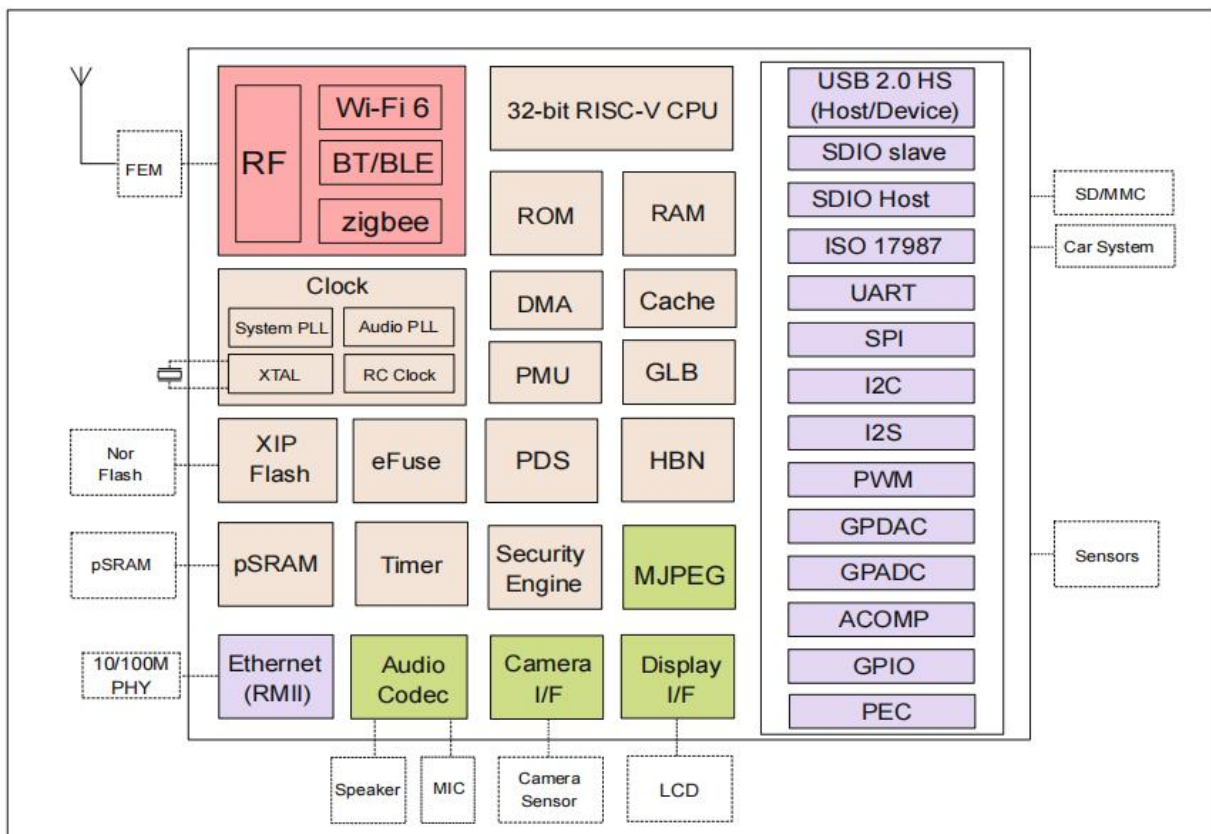 Wi-Fi 6
RF
BT/BLE
zigbee
FEM
32-bit RISC-V CPU
ROM
RAM
Clock
System PLL
Audio PLL
XTAL
RC Clock
DMA
Cache
PMU
GLB
Nor
Flash
XIP
Flash
eFuse
PDS
HBN
pSRAM
pSRAM
Timer
Security
Engine
MJPEG
10/100M
PHY
Ethernet
(RMII)
Audio
Codec
Camera
I/F
Display
I/F
Speaker
MIC
Camera
Sensor
LCD
USB 2.0 HS
(Host/Device)
SDIO slave
SDIO Host
ISO 17987
UART
SPI
I2C
I2S
PWM
GPDAC
GPADC
ACOMP
GPIO
PEC
SD/MMC
Car System
Sensors